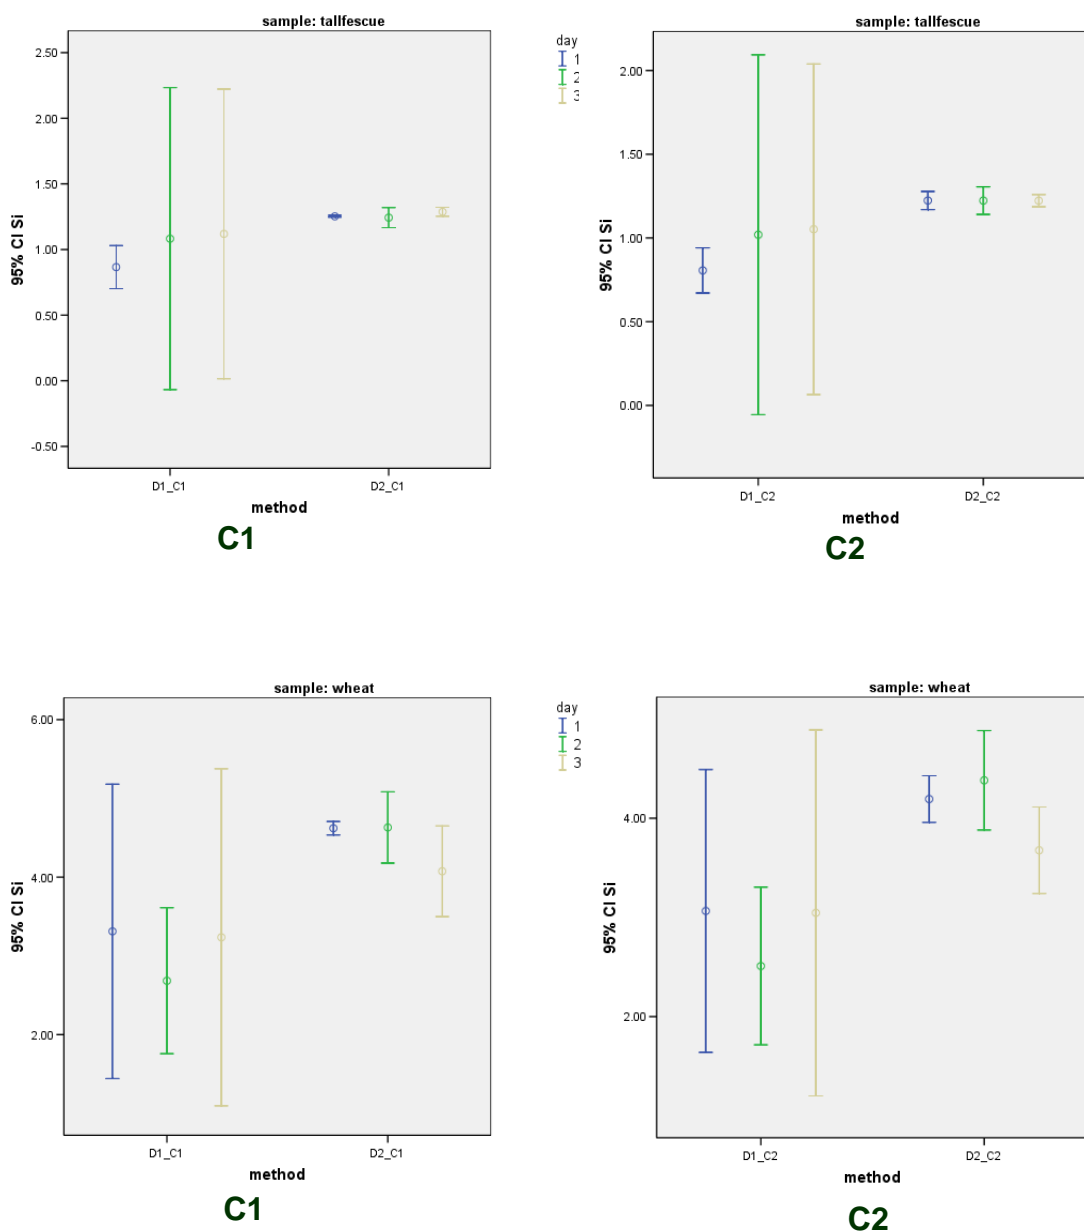 sample: tallfescue
95% CI Si
2.50
2.00
1.50
1.00
0.50
0.00
-0.50
D1_C1 D2_C1
method
C1
day
1
2
3
sample: tallfescue
95% CI Si
2.00
1.50
1.00
0.50
0.00
D1_C2 D2_C2
method
C2
sample: wheat
95% CI Si
6.00
4.00
2.00
D1_C1 D2_C1
method
C1
day
1
2
3
sample: wheat
95% CI Si
4.00
2.00
D1_C2 D2_C2
method
C2